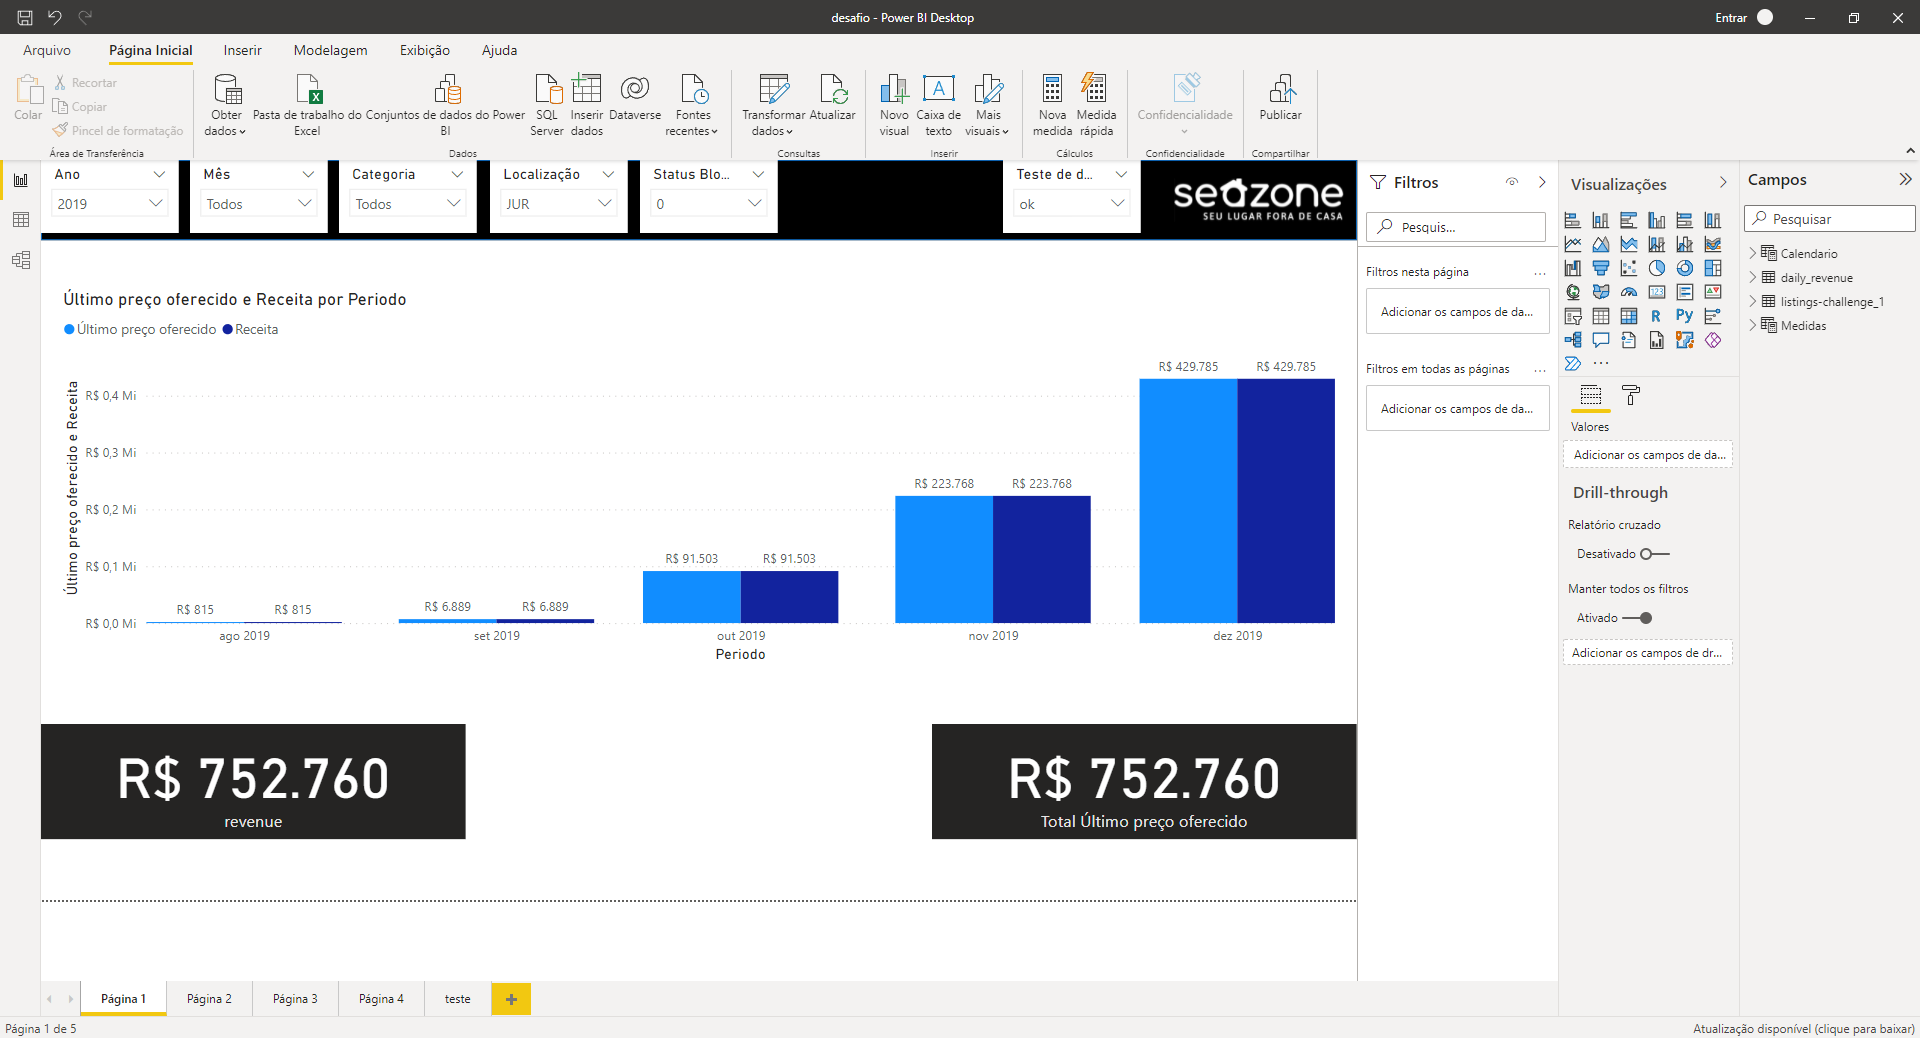 desafio - Power BI Desktop
Entrar
Arquivo
Página Inicial
Inserir
Modelagem
Exibição
Ajuda
Colar
Recortar
Copiar
Pincel de formatação
Área de Transferência
Obter dados
Pasta de trabalho do Excel
Conjuntos de dados do Power BI
SQL Server
Inserir dados
Dataverse
Fontes recentes
Dados
Transformar dados
Atualizar
Consultas
Novo visual
Caixa de texto
Mais visuais
Inserir
Nova medida
Medida rápida
Cálculos
Confidencialidade
Confidencialidade
Publicar
Compartilhar
Ano
2019
Mês
Todos
Categoria
Todos
Localização
JUR
Status Blo...
0
Teste de d...
ok
seazone
SEU LUGAR FORA DE CASA
Último preço oferecido e Receita por Periodo
Último preço oferecido Receita
Último preço oferecido e Receita
R$ 0,4 Mi
R$ 0,3 Mi
R$ 0,2 Mi
R$ 0,1 Mi
R$ 0,0 Mi
R$ 815 R$ 815
R$ 6.889 R$ 6.889
R$ 91.503 R$ 91.503
R$ 223.768 R$ 223.768
R$ 429.785 R$ 429.785
ago 2019
set 2019
out 2019
nov 2019
dez 2019
Periodo
R$ 752.760
revenue
R$ 752.760
Total Último preço oferecido
Filtros
Pesquis...
Filtros nesta página ...
Adicionar os campos de da...
Filtros em todas as páginas ...
Adicionar os campos de da...
Visualizações
R
Py
...
Valores
Adicionar os campos de da...
Drill-through
Relatório cruzado
Desativado
Manter todos os filtros
Ativado
Adicionar os campos de dr...
Campos
Pesquisar
Calendario
daily_revenue
listings-challenge_1
Medidas
Página 1
Página 2
Página 3
Página 4
teste
+
Página 1 de 5
Atualização disponível (clique para baixar)